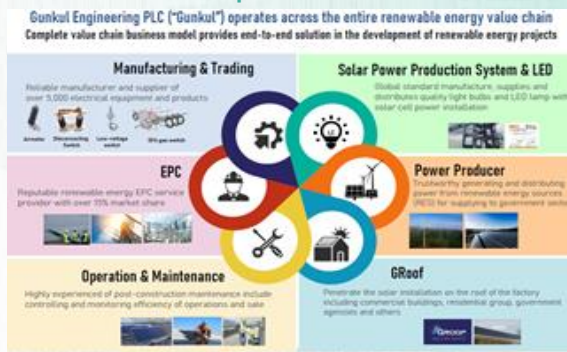 Gunkul Engineering PLC ("Gunkul") operates across the entire renewable energy value chain
Complete value chain business model provides end-to-end solution in the development of renewable energy projects
Manufacturing & Trading
Reliable manufacturer and supplier of
over 5,000 electrical equipment and products
Arrester
Disconnecting
Switch
Low-voltage
switch
SF6 gas switch
Solar Power Production System & LED
Global standard manufacture, supplies and
distributes quality light bulbs and LED lamp with
solar cell power installation
EPC
Reputable renewable energy EPC service
provider with over 15% market share
Power Producer
Trustworthy generating and distributing
power from renewable energy sources
(RES) for supplying to government sector
Operation & Maintenance
Highly experienced of post-construction maintenance include
controlling and monitoring efficiency of operations and sale
GRoof
Penetrate the solar installation on the roof of the factory
including commercial buildings, residential group, government
agencies and others
GROOF